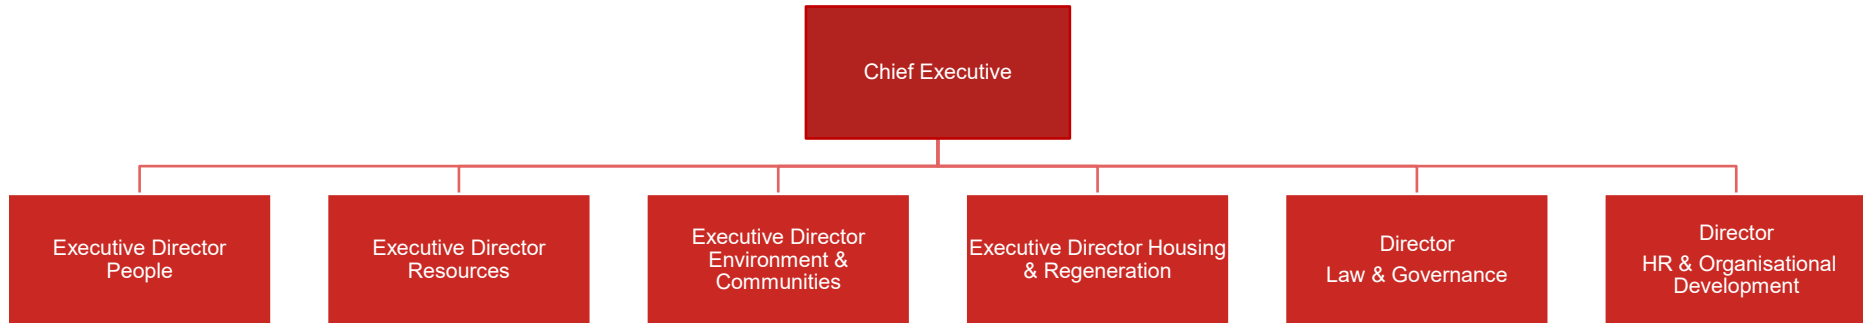 Chief Executive
Executive Director
People
Executive Director
Resources
Executive Director
Environment &
Communities
Executive Director Housing
& Regeneration
Director
Law & Governance
Director
HR & Organisational
Development